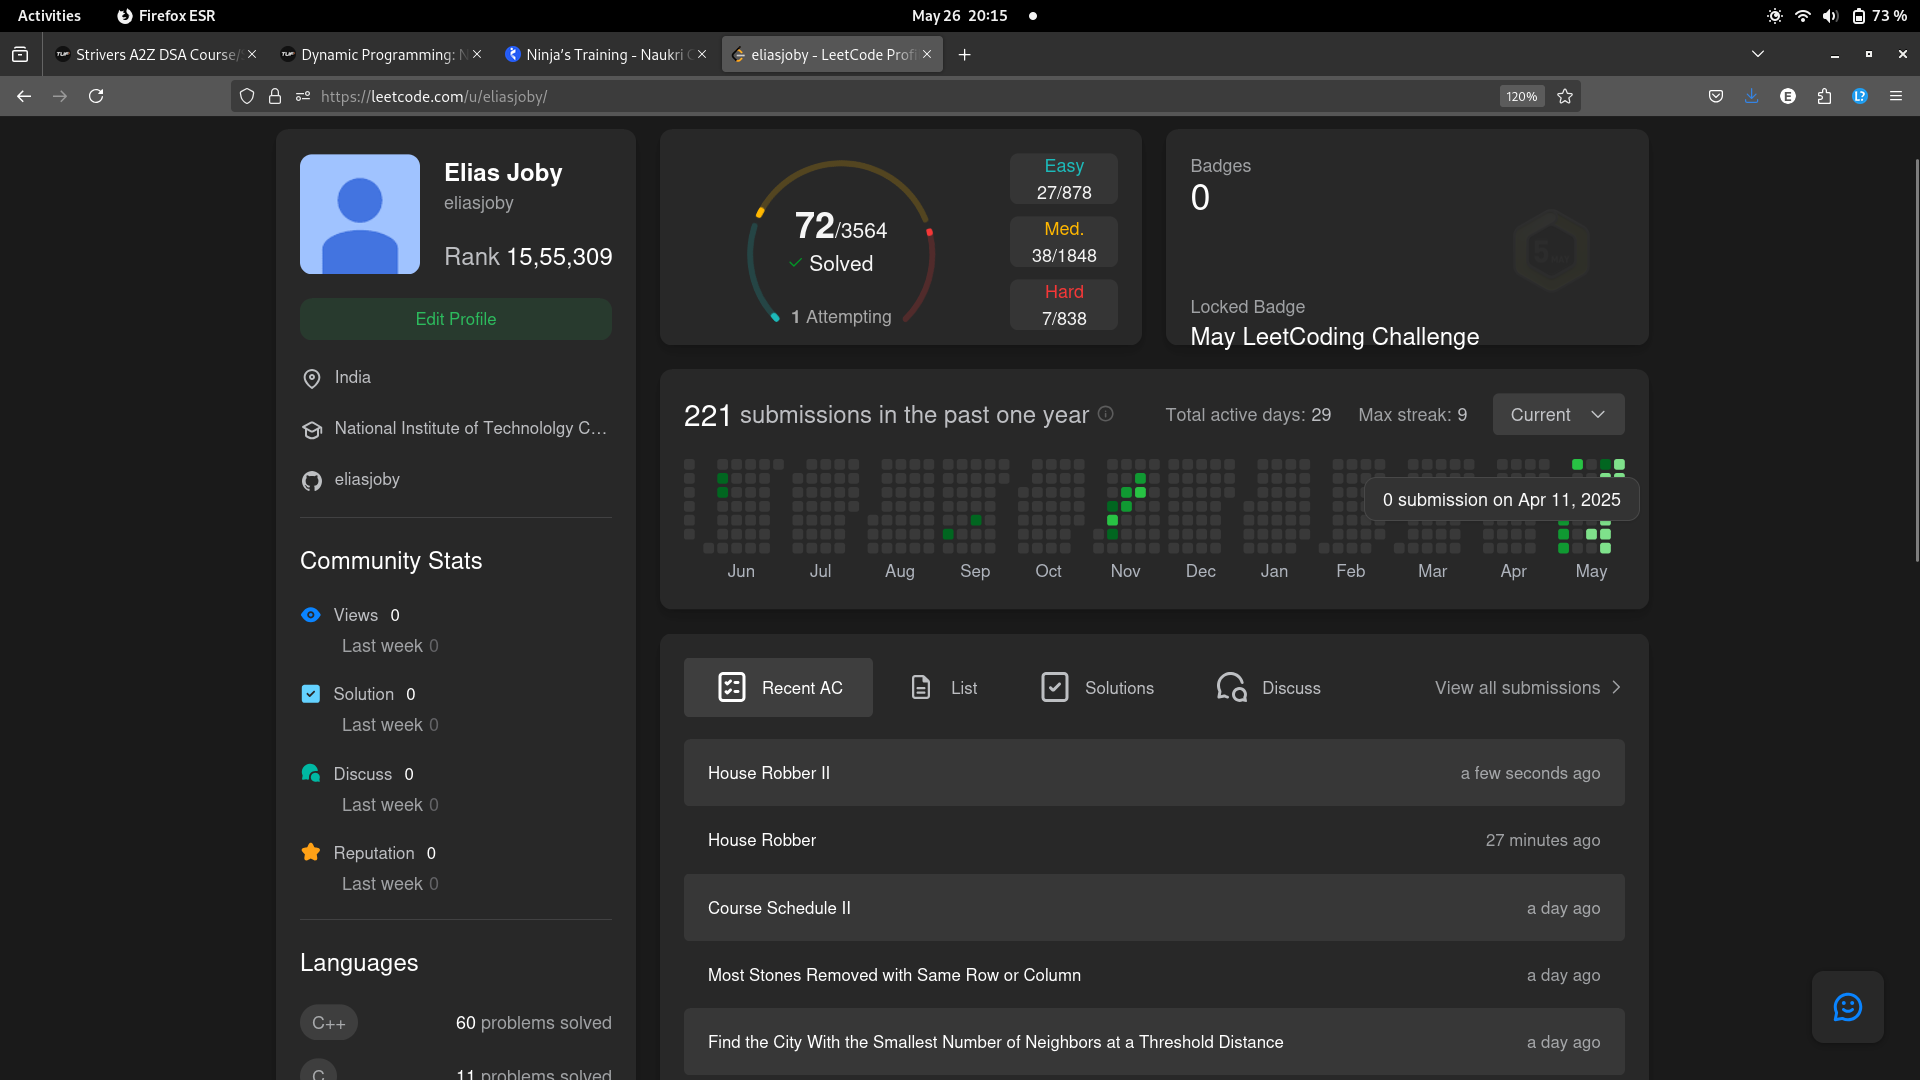 Activities
Firefox ESR
May 26 20:15
73 %
Strivers A2Z DSA Course/
Dynamic Programming:
Ninja's Training - Naukri
eliasjoby - LeetCode Profi
https://leetcode.com/u/eliasjoby/
120%
E
L?
Elias Joby
eliasjoby
Rank 15,55,309
Edit Profile
India
National Institute of Technololgy C...
eliasjoby
Community Stats
Views 0
Last week 0
Solution 0
Last week 0
Discuss 0
Last week 0
Reputation 0
Last week 0
Languages
C++ 60 problems solved
C 11 problems solved
72/3564
Solved
1 Attempting
Easy
27/878
Med.
38/1848
Hard
7/838
Badges
0
Locked Badge
May LeetCoding Challenge
221 submissions in the past one year
Total active days: 29
Max streak: 9
Current
0 submission on Apr 11, 2025
Jun Jul Aug Sep Oct Nov Dec Jan Feb Mar Apr May
Recent AC
List
Solutions
Discuss
View all submissions
House Robber II a few seconds ago
House Robber 27 minutes ago
Course Schedule II a day ago
Most Stones Removed with Same Row or Column a day ago
Find the City With the Smallest Number of Neighbors at a Threshold Distance a day ago